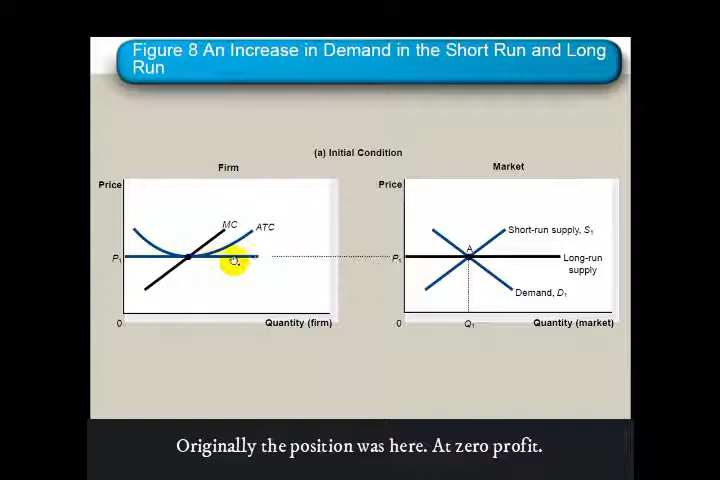 Figure 8 An Increase in Demand in the Short Run and Long
Run
(a) Initial Condition
Firm
Market
Price
MC
ATC
P1
0
Quantity (firm)
Price
A
Short-run supply, S1
P1
Long-run
supply
Demand, D1
0
Q1
Quantity (market)
Originally the position was here. At zero profit.